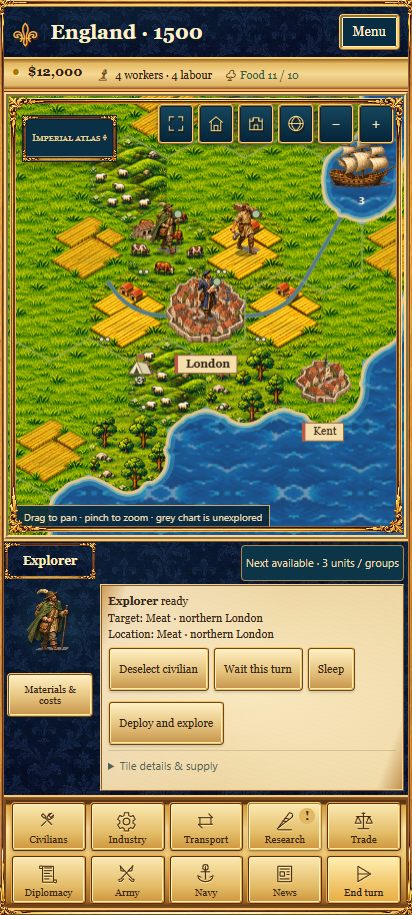 England · 1500
Menu
$12,000
4 workers · 4 labour
Food 11 / 10
Imperial atlas
3
London
3
Kent
Drag to pan · pinch to zoom · grey chart is unexplored
Explorer
Next available · 3 units / groups
Explorer ready
Target: Meat · northern London
Location: Meat · northern London
Deselect civilian
Wait this turn
Sleep
Materials & costs
Deploy and explore
Tile details & supply
Civilians
Industry
Transport
Research
!
Trade
Diplomacy
Army
Navy
News
End turn